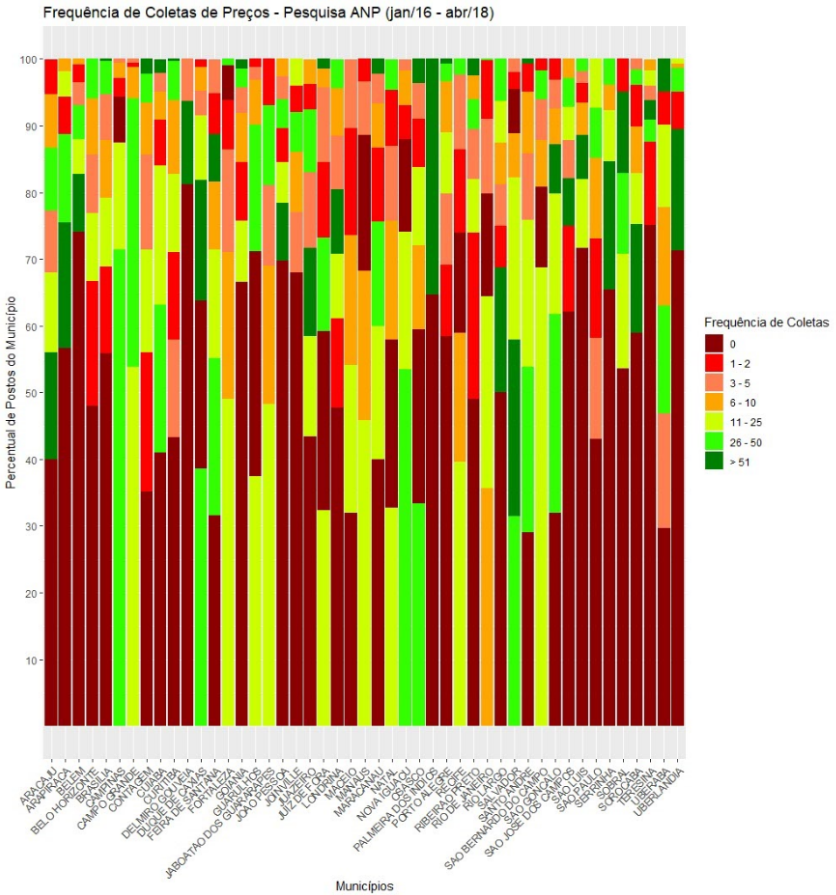 Frequência de Coletas de Preços - Pesquisa ANP (jan/16 - abr/18)
100
90
80
70
60
50
40
30
20
10
Percentual de Postos do Município
Frequência de Coletas
0
1 - 2
3 - 5
6 - 10
11 - 25
26 - 50
> 51
ARACAJU
ARAPIRACA
BELEM
BELO HORIZONTE
BRASILIA
CAMPINAS
CAMPO GRANDE
CONTAGEM
CUIABA
CURITIBA
DELMIRO GOUVEIA
DUQUE DE CAXIAS
FEIRA DE SANTANA
FORTALEZA
GOIANIA
GUARULHOS
JABOATAO DOS GUARARAPES
JOAO PESSOA
JOINVILLE
JUAZEIRO
JUIZ DE FORA
LONDRINA
MACEIO
MANAUS
MARACANAU
NATAL
NOVA IGUACU
OSASCO
PALMEIRA DOS INDIOS
PORTO ALEGRE
RECIFE
RIBEIRAO PRETO
RIO DE JANEIRO
RIO LARGO
SALVADOR
SANTO ANDRE
SAO BERNARDO DO CAMPO
SAO GONCALO
SAO JOSE DOS CAMPOS
SAO LUIS
SAO PAULO
SERRINHA
SOBRAL
SOROCABA
TERESINA
UBERABA
UBERLANDIA
Municípios